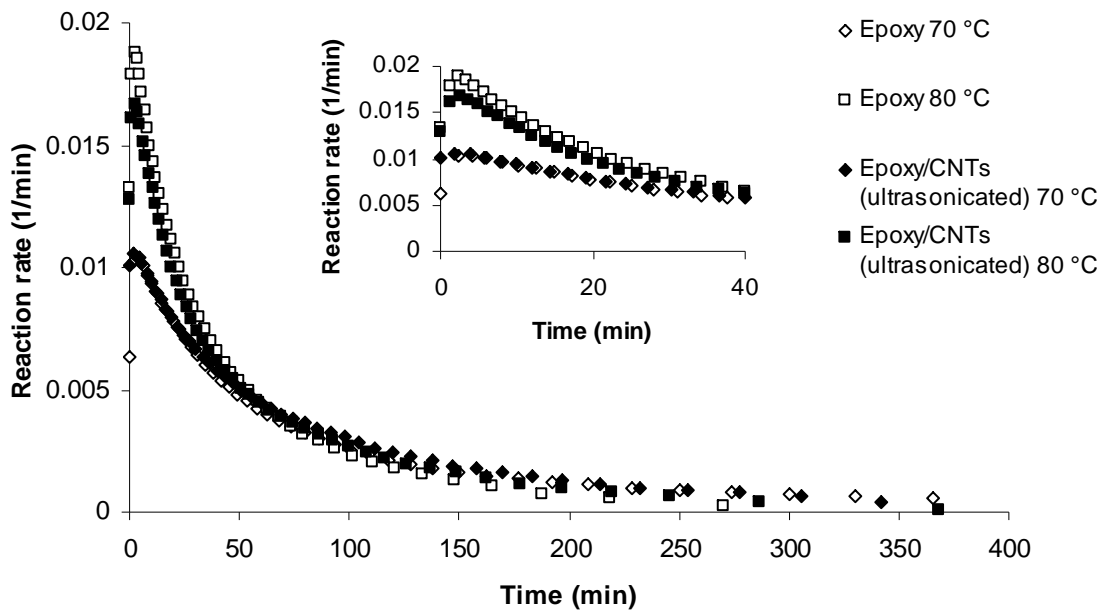 0.02
0.015
0.01
0.005
0
Reaction rate (1/min)
0
50
100
150
200
250
300
350
400
Time (min)
0.02
0.015
0.01
0.005
0
Reaction rate (1/min)
0
20
40
Time (min)
Epoxy 70 °C
Epoxy 80 °C
Epoxy/CNTs
(ultrasonicated) 70 °C
Epoxy/CNTs
(ultrasonicated) 80 °C